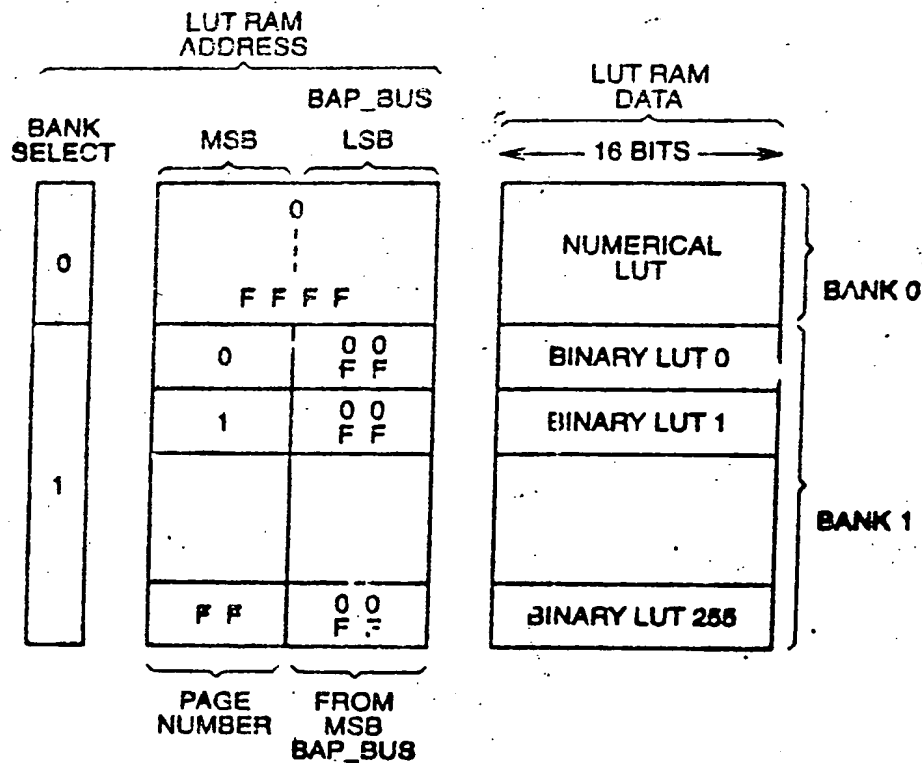 LUT RAM
ADDRESS
BAP_BUS
LUT RAM
DATA
BANK
SELECT
MSB
LSB
16 BITS
0
0
F F F F
NUMERICAL
LUT
BANK 0
0
0 0
F F
BINARY LUT 0
1
0 0
F F
BINARY LUT 1
1
BANK 1
F F
0 0
F F
BINARY LUT 255
PAGE
NUMBER
FROM
MSB
BAP_BUS